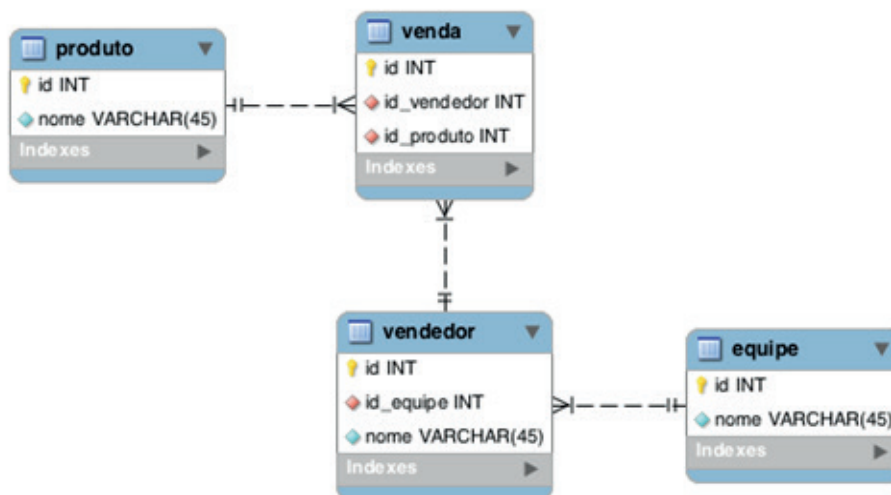 produto
id INT
nome VARCHAR(45)
Indexes
venda
id INT
id_vendedor INT
id_produto INT
Indexes
vendedor
id INT
id_equipe INT
nome VARCHAR(45)
Indexes
equipe
id INT
nome VARCHAR(45)
Indexes